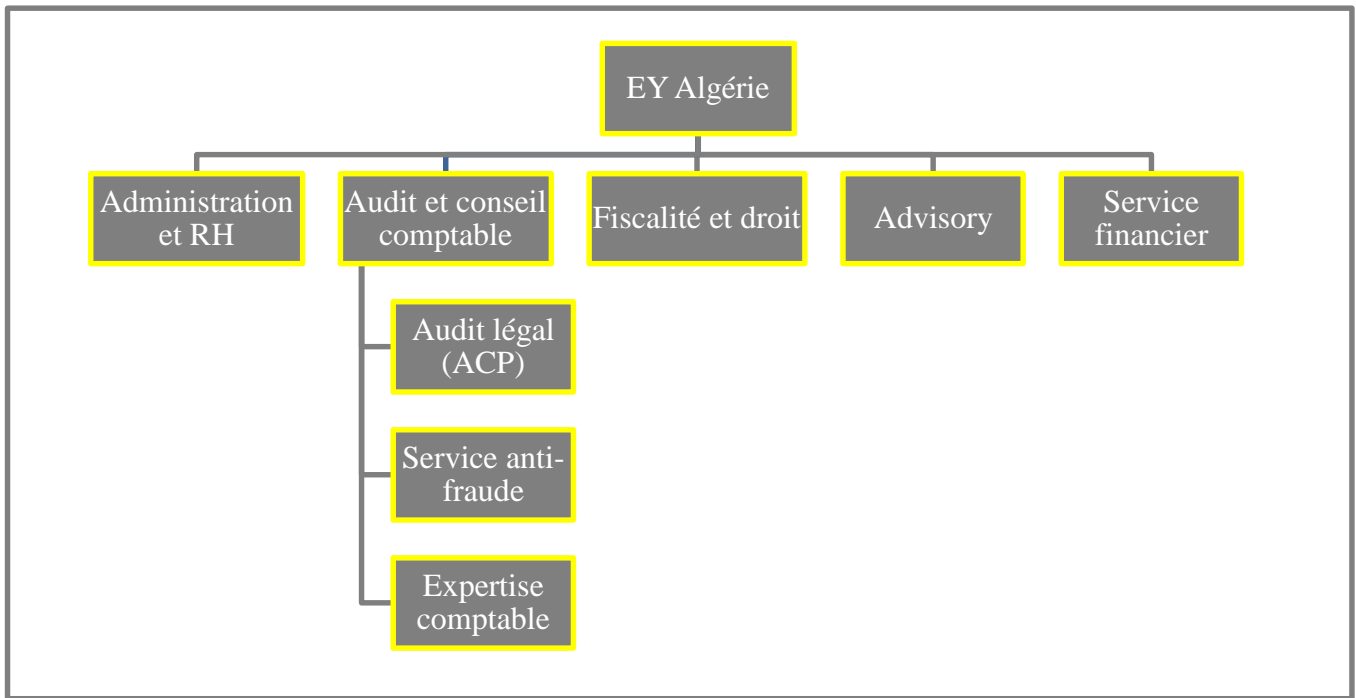 EY Algérie
Administration
et RH
Audit et conseil
comptable
Fiscalité et droit
Advisory
Service
financier
Audit légal
(ACP)
Service anti-
fraude
Expertise
comptable